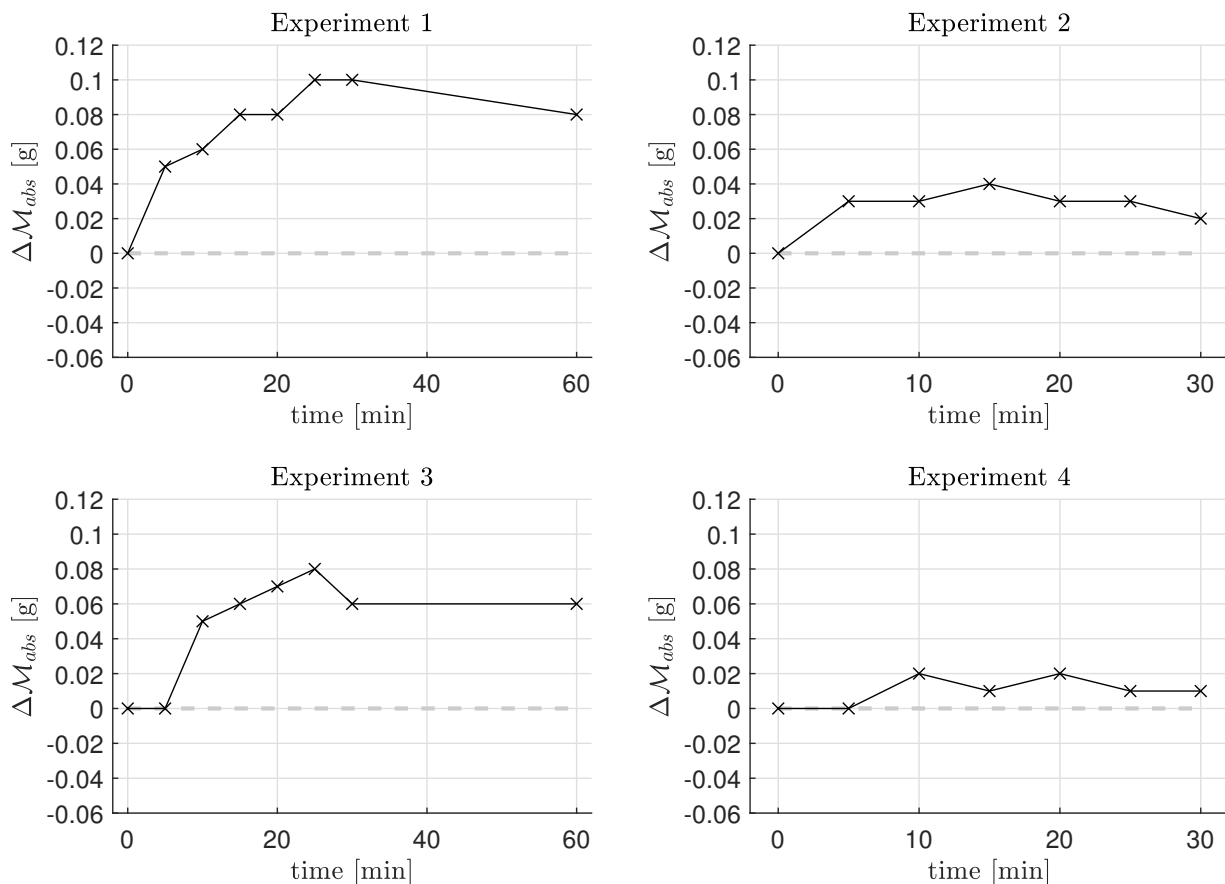 Experiment 1
0.12
0.1
0.08
0.06
0.04
0.02
0
-0.02
-0.04
-0.06
ΔM_abs [g]
0 20 40 60
time [min]
Experiment 2
0.12
0.1
0.08
0.06
0.04
0.02
0
-0.02
-0.04
-0.06
ΔM_abs [g]
0 10 20 30
time [min]
Experiment 3
0.12
0.1
0.08
0.06
0.04
0.02
0
-0.02
-0.04
-0.06
ΔM_abs [g]
0 20 40 60
time [min]
Experiment 4
0.12
0.1
0.08
0.06
0.04
0.02
0
-0.02
-0.04
-0.06
ΔM_abs [g]
0 10 20 30
time [min]